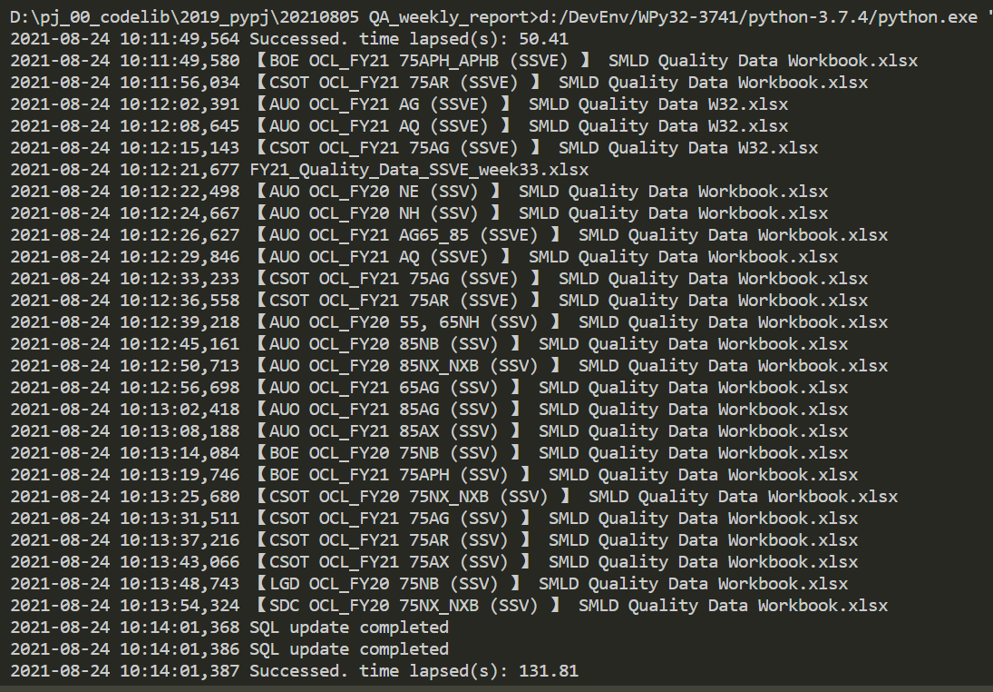 D:\pj_00_codelib\2019_pypj\20210805 QA_weekly_report>d:/DevEnv/WPy32-3741/python-3.7.4/python.exe "
2021-08-24 10:11:49,564 Successed. time lapsed(s): 50.41
2021-08-24 10:11:49,580 【BOE OCL_FY21 75APH_APHB (SSVE) 】 SMLD Quality Data Workbook.xlsx
2021-08-24 10:11:56,034 【CSOT OCL_FY21 75AR (SSVE) 】 SMLD Quality Data Workbook.xlsx
2021-08-24 10:12:02,391 【AUO OCL_FY21 AG (SSVE) 】 SMLD Quality Data W32.xlsx
2021-08-24 10:12:08,645 【AUO OCL_FY21 AQ (SSVE) 】 SMLD Quality Data W32.xlsx
2021-08-24 10:12:15,143 【CSOT OCL_FY21 75AG (SSVE) 】 SMLD Quality Data W32.xlsx
2021-08-24 10:12:21,677 FY21_Quality_Data_SSVE_week33.xlsx
2021-08-24 10:12:22,498 【AUO OCL_FY20 NE (SSV) 】 SMLD Quality Data Workbook.xlsx
2021-08-24 10:12:24,667 【AUO OCL_FY20 NH (SSV) 】 SMLD Quality Data Workbook.xlsx
2021-08-24 10:12:26,627 【AUO OCL_FY21 AG65_85 (SSVE) 】 SMLD Quality Data Workbook.xlsx
2021-08-24 10:12:29,846 【AUO OCL_FY21 AQ (SSVE) 】 SMLD Quality Data Workbook.xlsx
2021-08-24 10:12:33,233 【CSOT OCL_FY21 75AG (SSVE) 】 SMLD Quality Data Workbook.xlsx
2021-08-24 10:12:36,558 【CSOT OCL_FY21 75AR (SSVE) 】 SMLD Quality Data Workbook.xlsx
2021-08-24 10:12:39,218 【AUO OCL_FY20 55, 65NH (SSV) 】 SMLD Quality Data Workbook.xlsx
2021-08-24 10:12:45,161 【AUO OCL_FY20 85NB (SSV) 】 SMLD Quality Data Workbook.xlsx
2021-08-24 10:12:50,713 【AUO OCL_FY20 85NX_NXB (SSV) 】 SMLD Quality Data Workbook.xlsx
2021-08-24 10:12:56,698 【AUO OCL_FY21 65AG (SSV) 】 SMLD Quality Data Workbook.xlsx
2021-08-24 10:13:02,418 【AUO OCL_FY21 85AG (SSV) 】 SMLD Quality Data Workbook.xlsx
2021-08-24 10:13:08,188 【AUO OCL_FY21 85AX (SSV) 】 SMLD Quality Data Workbook.xlsx
2021-08-24 10:13:14,084 【BOE OCL_FY20 75NB (SSV) 】 SMLD Quality Data Workbook.xlsx
2021-08-24 10:13:19,746 【BOE OCL_FY21 75APH (SSV) 】 SMLD Quality Data Workbook.xlsx
2021-08-24 10:13:25,680 【CSOT OCL_FY20 75NX_NXB (SSV) 】 SMLD Quality Data Workbook.xlsx
2021-08-24 10:13:31,511 【CSOT OCL_FY21 75AG (SSV) 】 SMLD Quality Data Workbook.xlsx
2021-08-24 10:13:37,216 【CSOT OCL_FY21 75AR (SSV) 】 SMLD Quality Data Workbook.xlsx
2021-08-24 10:13:43,066 【CSOT OCL_FY21 75AX (SSV) 】 SMLD Quality Data Workbook.xlsx
2021-08-24 10:13:48,743 【LGD OCL_FY20 75NB (SSV) 】 SMLD Quality Data Workbook.xlsx
2021-08-24 10:13:54,324 【SDC OCL_FY20 75NX_NXB (SSV) 】 SMLD Quality Data Workbook.xlsx
2021-08-24 10:14:01,368 SQL update completed
2021-08-24 10:14:01,386 SQL update completed
2021-08-24 10:14:01,387 Successed. time lapsed(s): 131.81